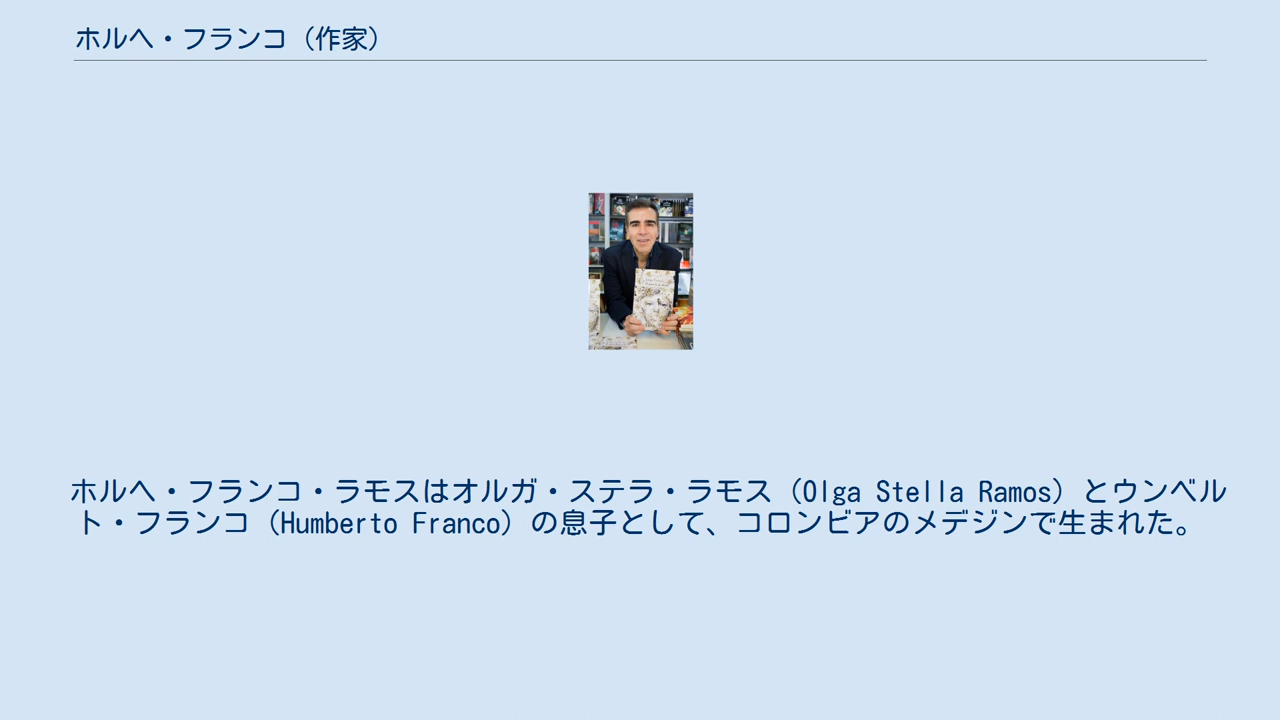 ホルヘ・フランコ（作家）
ホルヘ・フランコ・ラモスはオルガ・ステラ・ラモス（Olga Stella Ramos）とウンベル
ト・フランコ（Humberto Franco）の息子として、コロンビアのメデジンで生まれた。